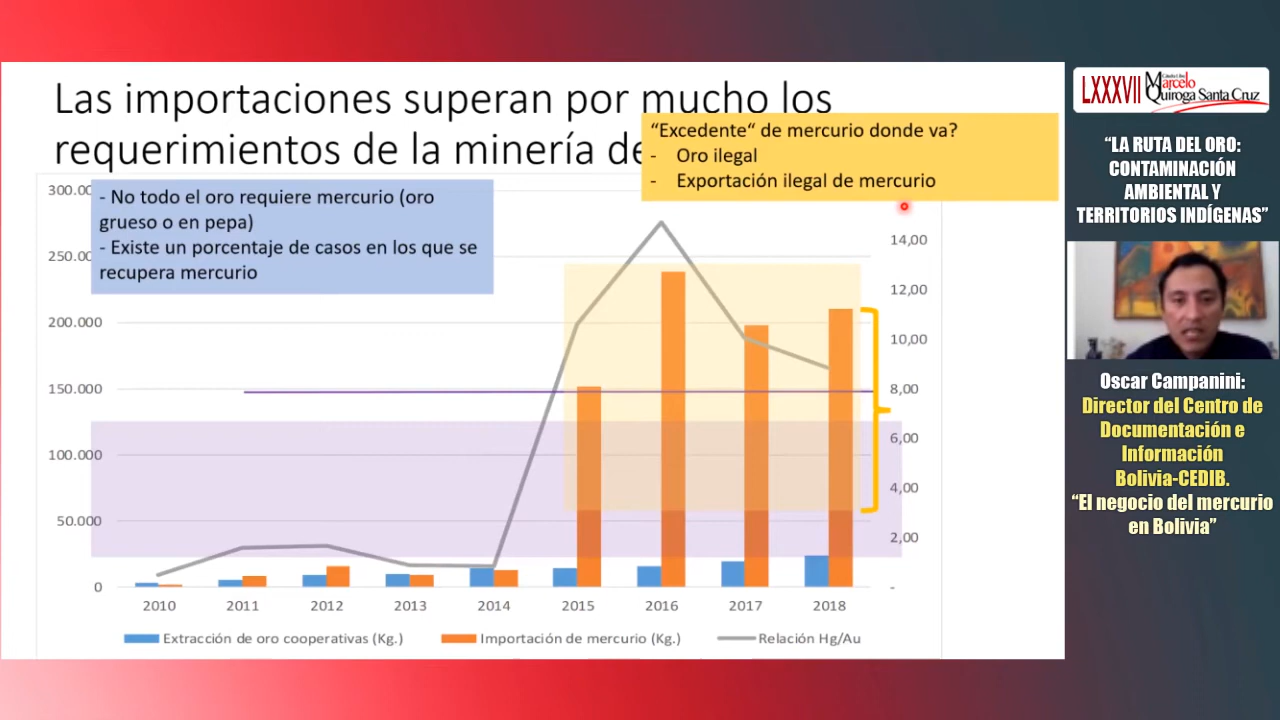 Las importaciones superan por mucho los
requerimientos de la minería de
“Excedente“ de mercurio donde va?
- Oro ilegal
- Exportación ilegal de mercurio
- No todo el oro requiere mercurio (oro
grueso o en pepa)
- Existe un porcentaje de casos en los que se
recupera mercurio
300.00
250.00
200.000
150.000
100.000
50.000
0
14,00
12,00
10,00
8,00
6,00
4,00
2,00
-
2010 2011 2012 2013 2014 2015 2016 2017 2018
Extracción de oro cooperativas (Kg.) Importación de mercurio (Kg.) Relación Hg/Au
LXXXVII
Marcelo
Quiroga Santa Cruz
“LA RUTA DEL ORO:
CONTAMINACIÓN
AMBIENTAL Y
TERRITORIOS INDÍGENAS”
Oscar Campanini:
Director del Centro de
Documentación e
Información
Bolivia-CEDIB.
“El negocio del mercurio
en Bolivia”